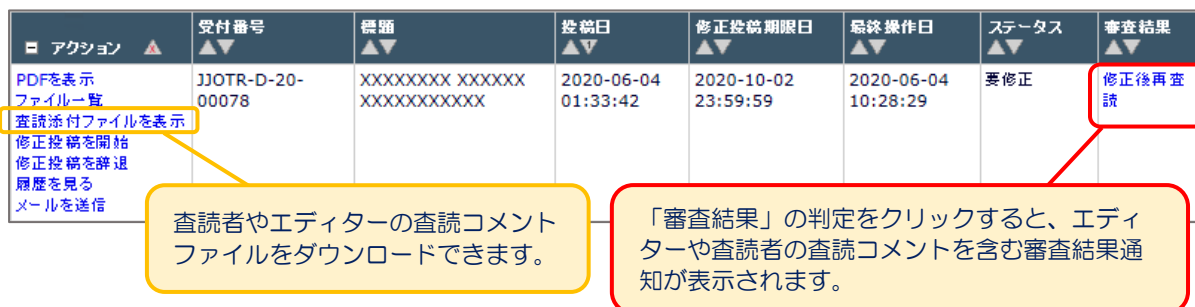 アクション 受付番号 標題 投稿日 修正投稿期限日 最終操作日 ステータス 審査結果
PDFを表示 JJOTR-D-20- XXXXXXXX XXXXXX 2020-06-04 2020-10-02 2020-06-04 要修正 修正後再査
ファイル一覧 00078 XXXXXXXXXXX 01:33:42 23:59:59 10:28:29 読
査読添付ファイルを表示
修正投稿を開始
修正投稿を辞退
履歴を見る
メールを送信
査読者やエディターの査読コメント
ファイルをダウンロードできます。
「審査結果」の判定をクリックすると、エディ
ターや査読者の査読コメントを含む審査結果通
知が表示されます。